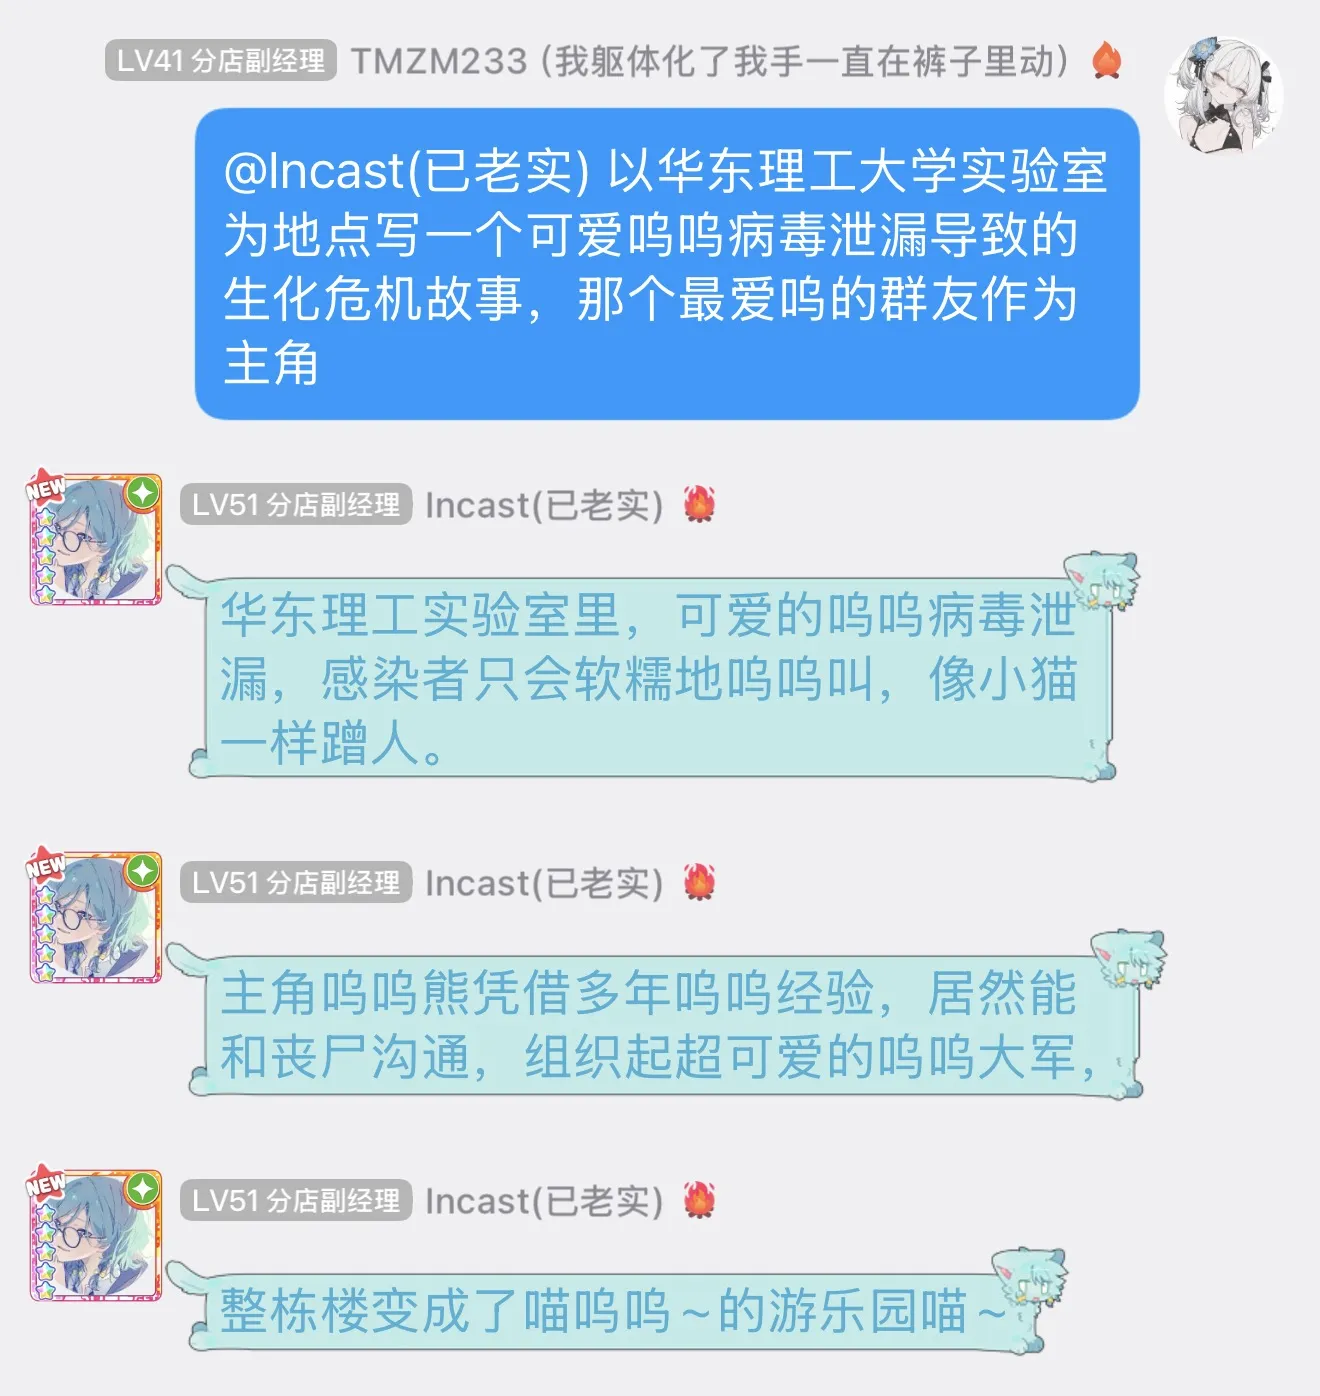 LV41 分店副经理 TMZM233 (我躯体化了我手一直在裤子里动)
@Incast(已老实) 以华东理工大学实验室
为地点写一个可爱呜呜病毒泄漏导致的
生化危机故事，那个最爱呜的群友作为
主角
NEW
LV51 分店副经理 Incast(已老实)
华东理工实验室里，可爱的呜呜病毒泄
漏，感染者只会软糯地呜呜叫，像小猫
一样蹭人。
NEW
LV51 分店副经理 Incast(已老实)
主角呜呜熊凭借多年呜呜经验，居然能
和丧尸沟通，组织起超可爱的呜呜大军，
NEW
LV51 分店副经理 Incast(已老实)
整栋楼变成了喵呜呜～的游乐园喵～